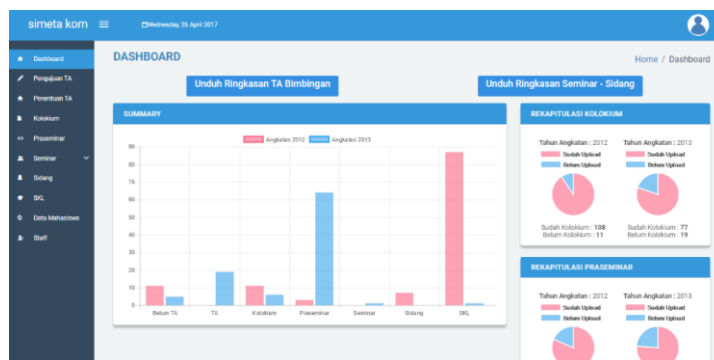 simeta kom
Wednesday, 26 April 2017
Dashboard
Pengajuan TA
Penentuan TA
Kolokium
Praseminar
Seminar
Sidang
SKL
Data Mahasiswa
Staff
DASHBOARD
Home / Dashboard
Unduh Ringkasan TA Bimbingan
Unduh Ringkasan Seminar - Sidang
SUMMARY
Angkatan 2012 Angkatan 2013
90
80
70
60
50
40
30
20
10
0
Belum TA TA Kolokium Praseminar Seminar Sidang SKL
REKAPITULASI KOLOKIUM
Tahun Angkatan : 2012 Tahun Angkatan : 2013
Sudah Upload Sudah Upload
Belum Upload Belum Upload
Sudah Kolokium : 108 Sudah Kolokium : 77
Belum Kolokium : 11 Belum Kolokium : 19
REKAPITULASI PRASEMINAR
Tahun Angkatan : 2012 Tahun Angkatan : 2013
Sudah Upload Sudah Upload
Belum Upload Belum Upload